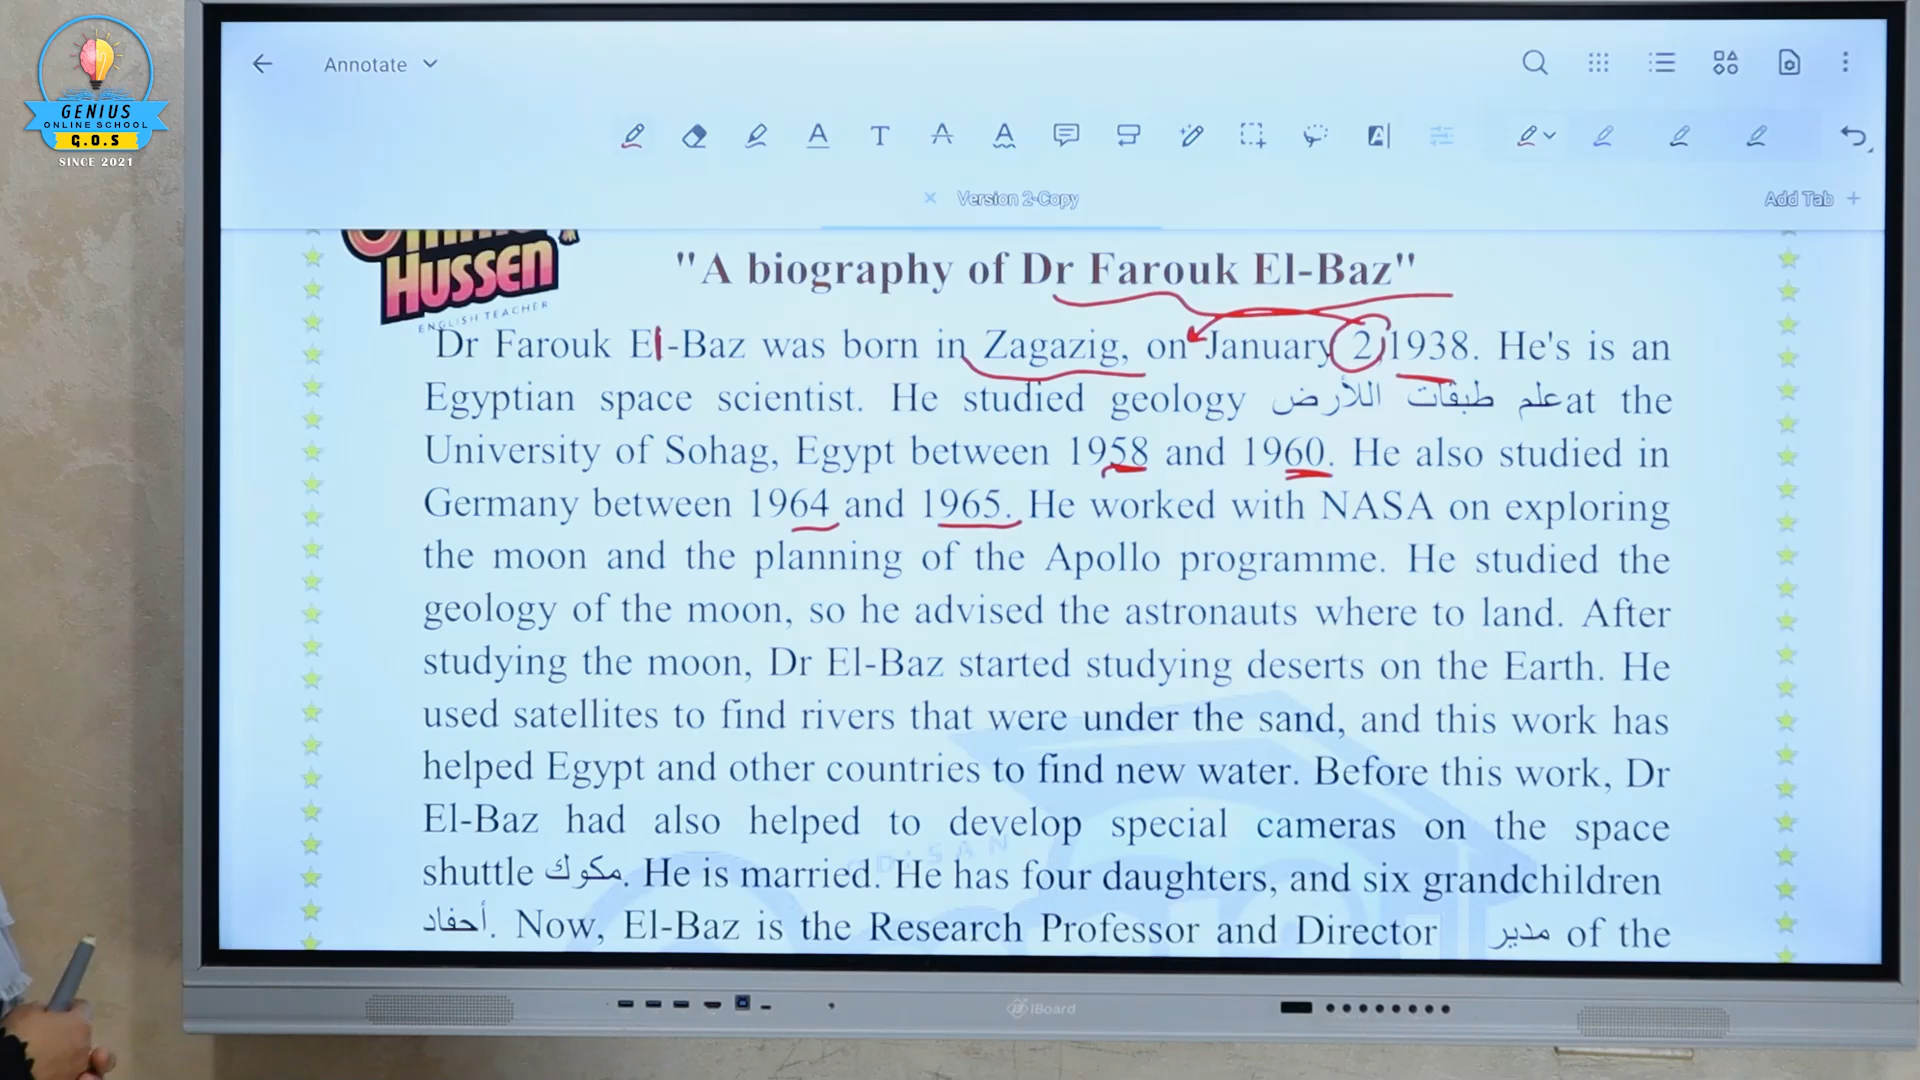 GENIUS
ONLINE SCHOOL
G.O.S
SINCE 2021
Annotate
Version 2-Copy
Add Tab +
HUSSEN
ENGLISH TEACHER
"A biography of Dr Farouk El-Baz"
Dr Farouk El-Baz was born in Zagazig, on January 2, 1938. He's is an
Egyptian space scientist. He studied geology علم طبقات اللأرض at the
University of Sohag, Egypt between 1958 and 1960. He also studied in
Germany between 1964 and 1965. He worked with NASA on exploring
the moon and the planning of the Apollo programme. He studied the
geology of the moon, so he advised the astronauts where to land. After
studying the moon, Dr El-Baz started studying deserts on the Earth. He
used satellites to find rivers that were under the sand, and this work has
helped Egypt and other countries to find new water. Before this work, Dr
El-Baz had also helped to develop special cameras on the space
shuttle مكوك. He is married. He has four daughters, and six grandchildren
أحفاد. Now, El-Baz is the Research Professor and Director مدير of the
iBoard